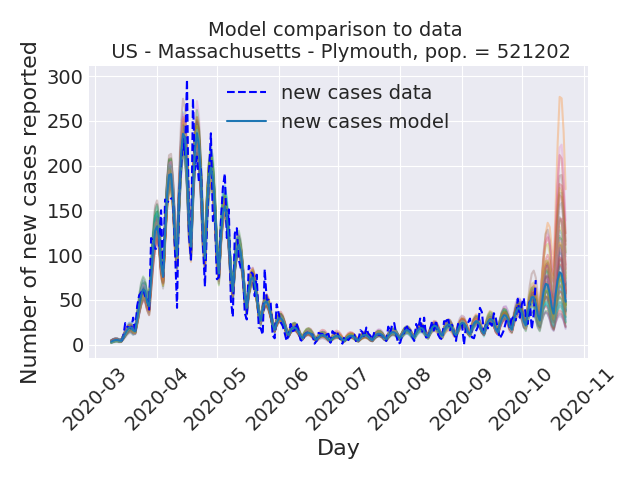 Model comparison to data
US - Massachusetts - Plymouth, pop. = 521202
Number of new cases reported
300
250
200
150
100
50
0
new cases data
new cases model
2020-03
2020-04
2020-05
2020-06
2020-07
2020-08
2020-09
2020-10
2020-11
Day